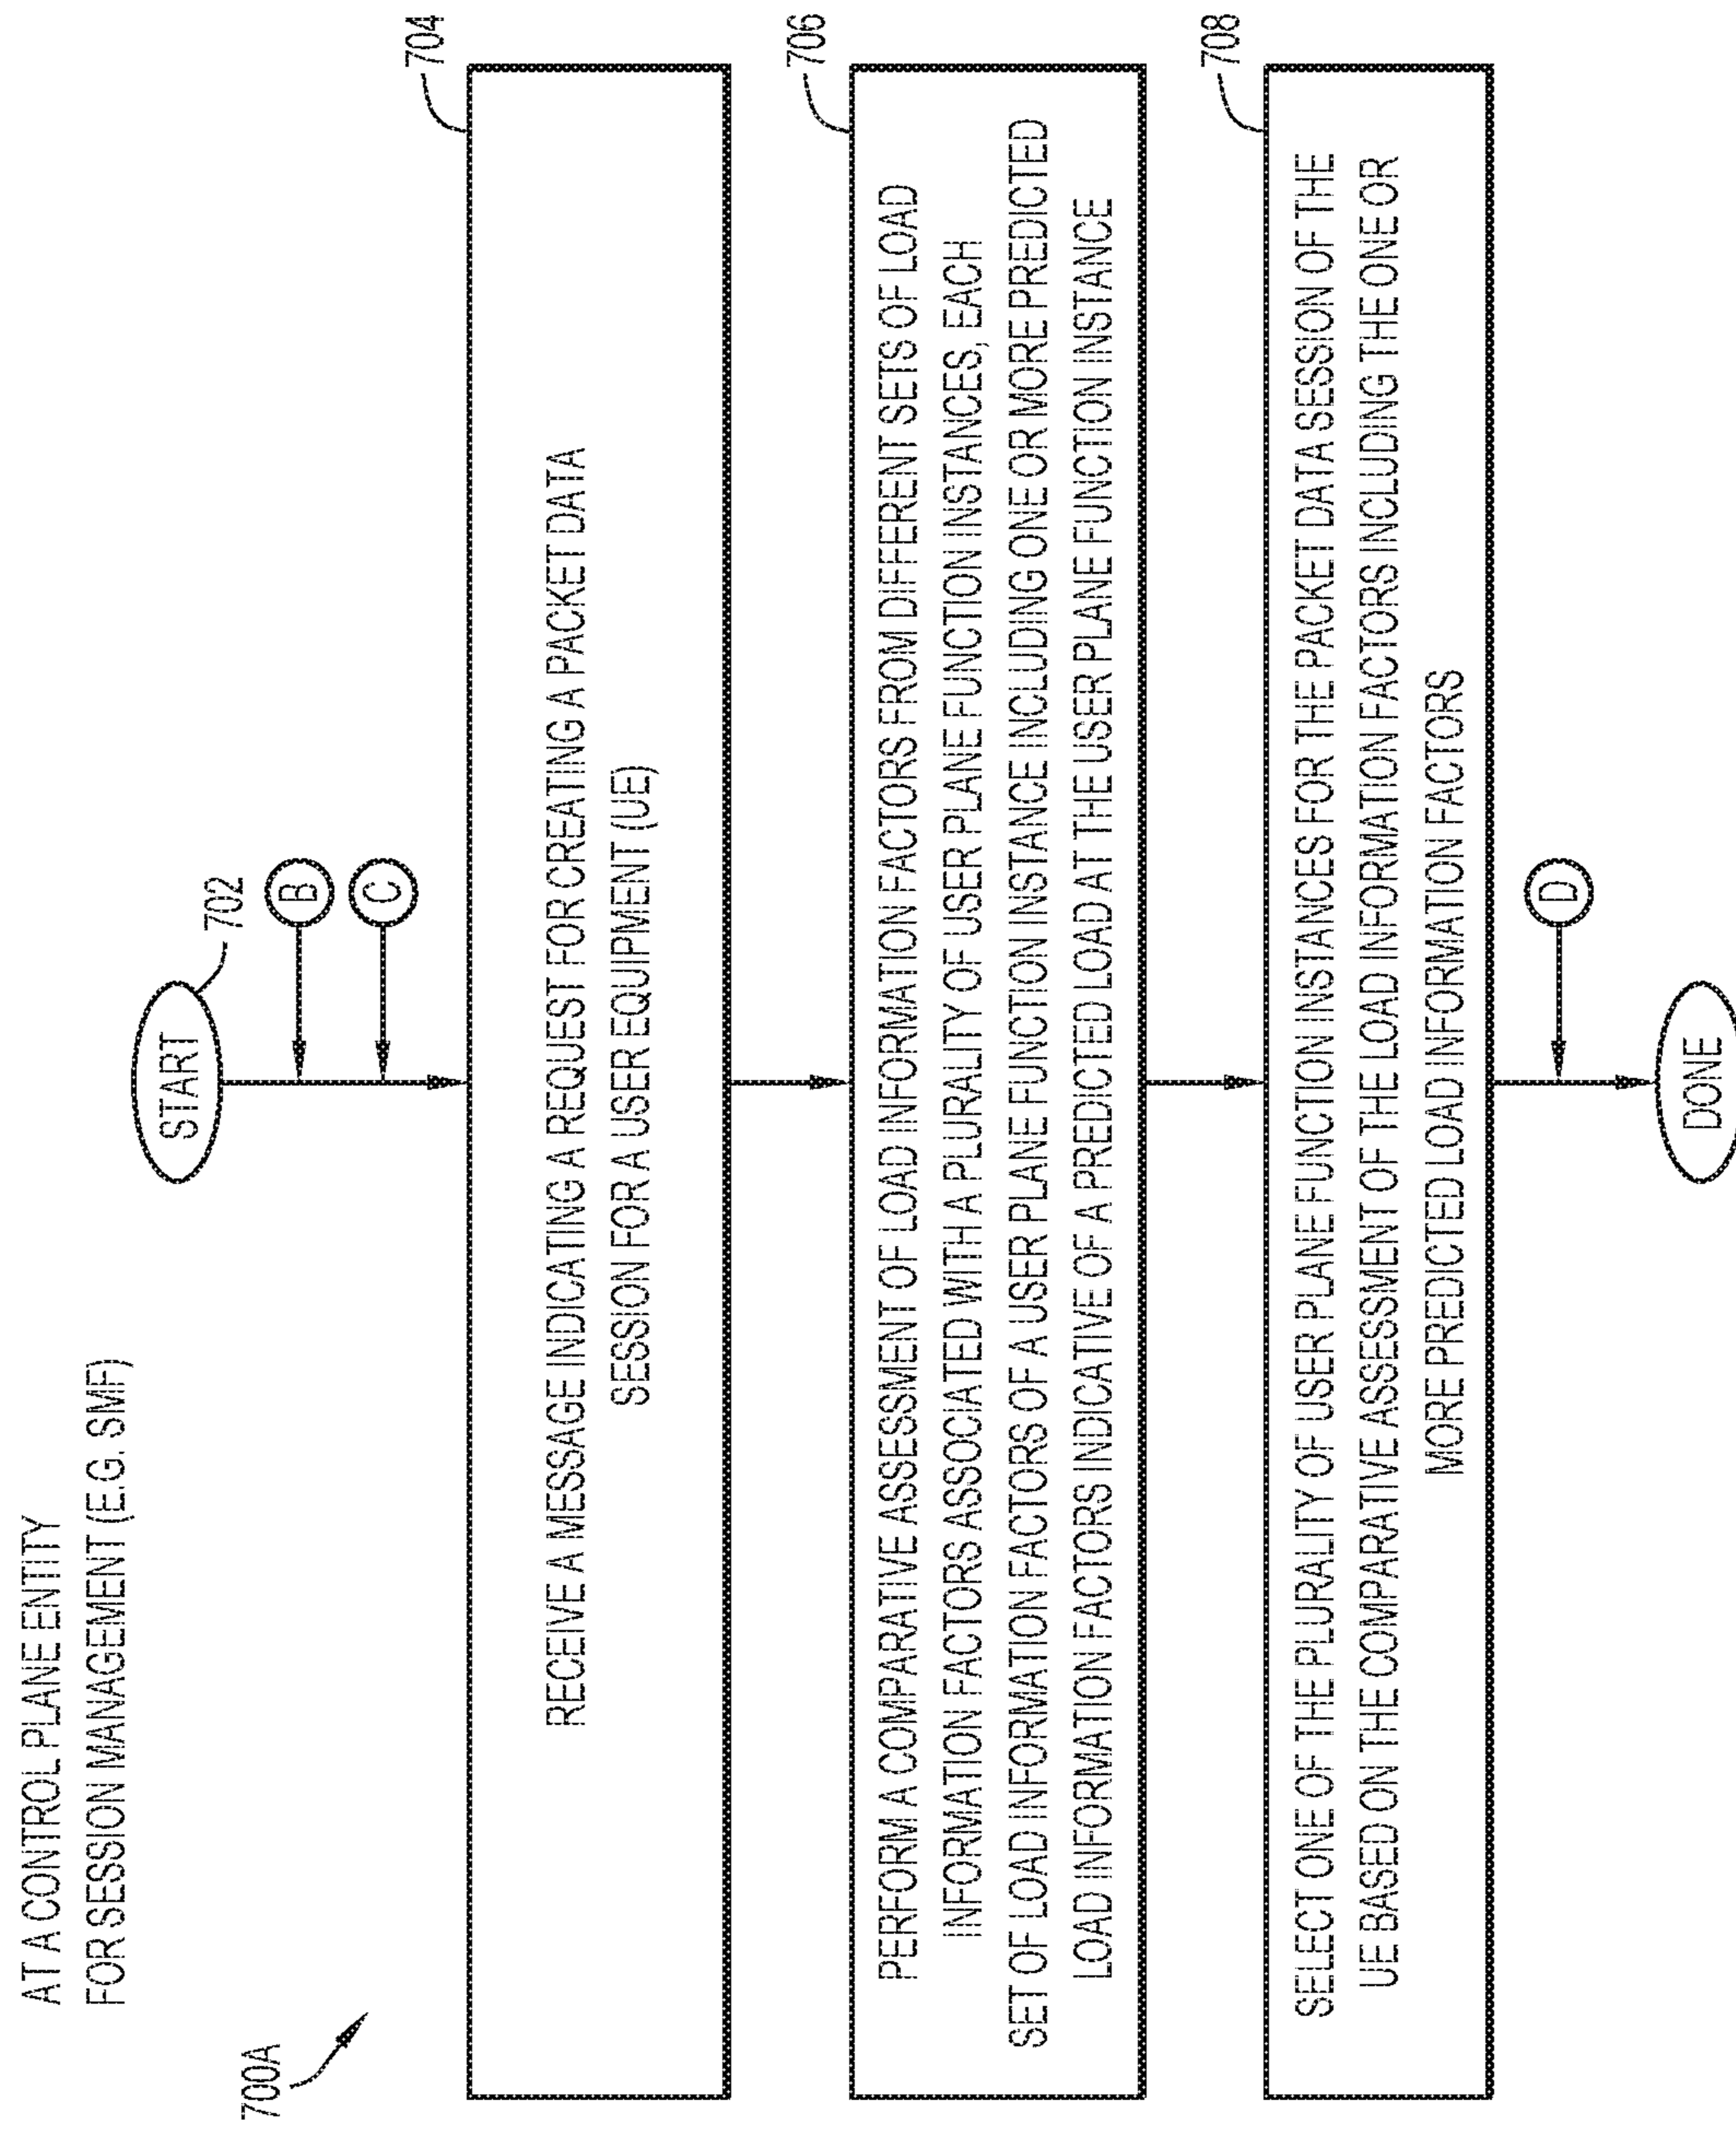 AT A CONTROL PLANE ENTITY
FOR SESSION MANAGEMENT (E.G. SMF)
700A
START
702
B
C
704
RECEIVE A MESSAGE INDICATING A REQUEST FOR CREATING A PACKET DATA
SESSION FOR A USER EQUIPMENT (UE)
706
PERFORM A COMPARATIVE ASSESSMENT OF LOAD INFORMATION FACTORS FROM DIFFERENT SETS OF LOAD
INFORMATION FACTORS ASSOCIATED WITH A PLURALITY OF USER PLANE FUNCTION INSTANCES, EACH
SET OF LOAD INFORMATION FACTORS OF A USER PLANE FUNCTION INSTANCE INCLUDING ONE OR MORE PREDICTED
LOAD INFORMATION FACTORS INDICATIVE OF A PREDICTED LOAD AT THE USER PLANE FUNCTION INSTANCE
708
SELECT ONE OF THE PLURALITY OF USER PLANE FUNCTION INSTANCES FOR THE PACKET DATA SESSION OF THE
UE BASED ON THE COMPARATIVE ASSESSMENT OF THE LOAD INFORMATION FACTORS INCLUDING THE ONE OR
MORE PREDICTED LOAD INFORMATION FACTORS
D
DONE